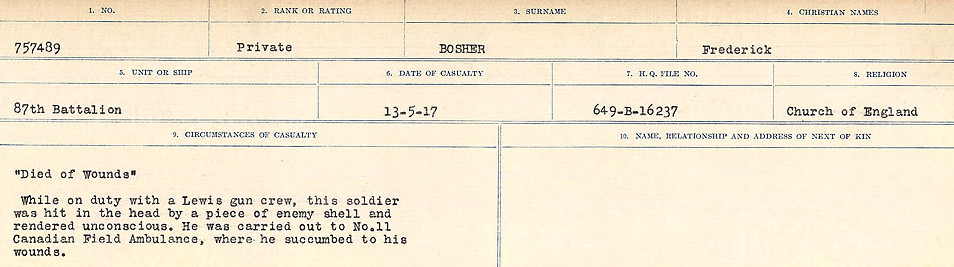 1. NO. 2. RANK OR RATING 3. SURNAME 4. CHRISTIAN NAMES
757489 Private BOSHER Frederick
5. UNIT OR SHIP 6. DATE OF CASUALTY 7. H. Q. FILE NO. 8. RELIGION
87th Battalion 13-5-17 649-B-16237 Church of England
9. CIRCUMSTANCES OF CASUALTY 10. NAME, RELATIONSHIP AND ADDRESS OF NEXT OF KIN
"Died of Wounds"
While on duty with a Lewis gun crew, this soldier
was hit in the head by a piece of enemy shell and
rendered unconscious. He was carried out to No.11
Canadian Field Ambulance, where he succumbed to his
wounds.